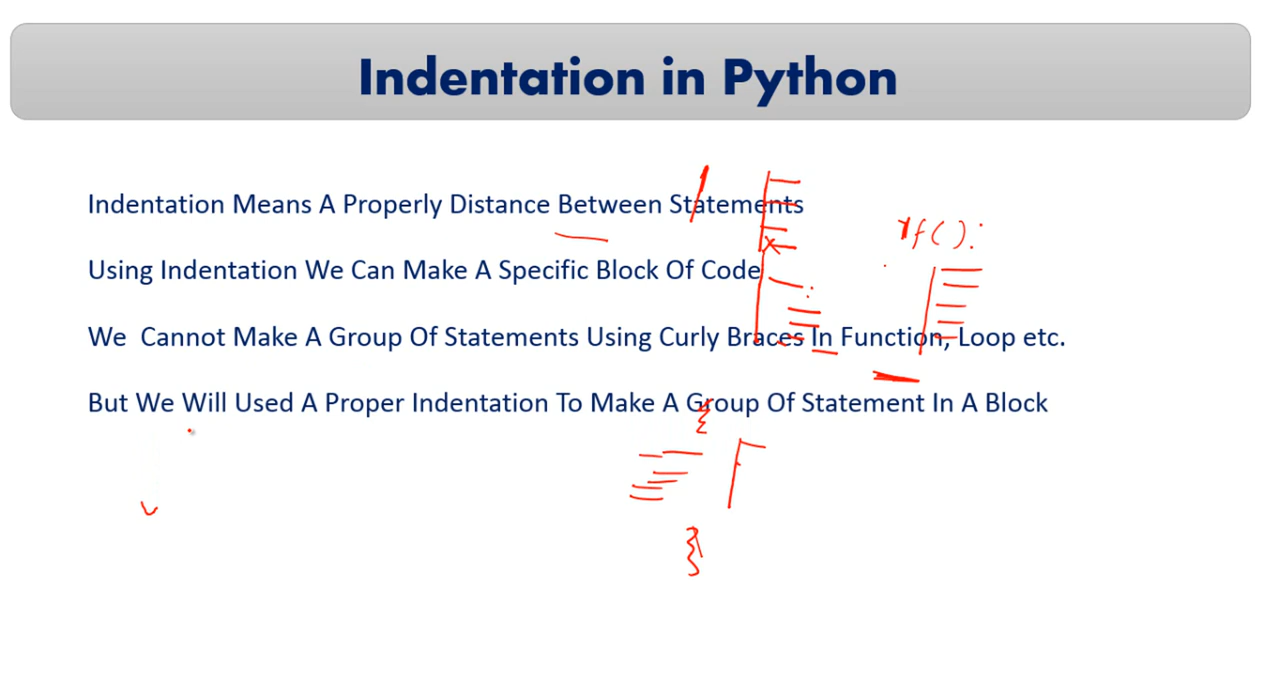 Indentation in Python
Indentation Means A Properly Distance Between Statements
if():
Using Indentation We Can Make A Specific Block Of Code
We Cannot Make A Group Of Statements Using Curly Braces In Function, Loop etc.
But We Will Used A Proper Indentation To Make A Group Of Statement In A Block
{
}